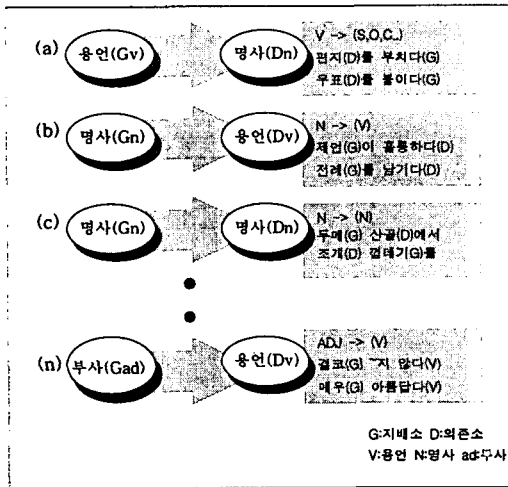 (a) 용언(Gv) 명사(Dn) V -> (S,O,C..)
편지(D)를 부치다(G)
우표(D)를 붙이다(G)
(b) 명사(Gn) 용언(Dv) N -> (V)
제언(G)이 훌륭하다(D)
전례(G)를 남기다(D)
(c) 명사(Gn) 명사(Dn) N -> (N)
두메(G) 산골(D)에서
조개(D) 껍데기(G)를
(n) 부사(Gad) 용언(Dv) ADJ -> (V)
결코(G) ~지 않다(V)
매우(G) 아름답다(V)
G:지배소 D:의존소
V:용언 N:명사 ad:부사